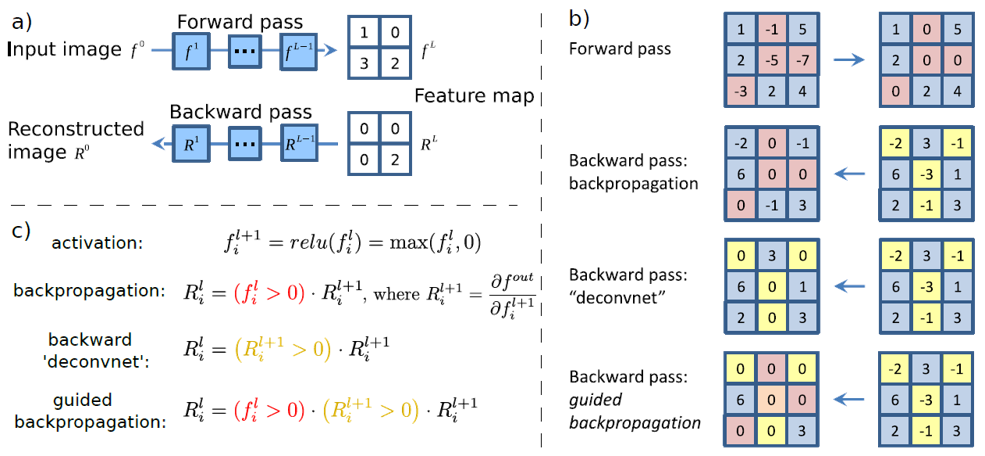 a)
Forward pass
Input image f⁰
f¹ ... f^{L-1}
1 0
3 2
f^L
Feature map
Backward pass
Reconstructed
image R⁰
R¹ ... R^{L-1}
0 0
0 2
R^L
b)
Forward pass
1 -1 5 1 0 5
2 -5 -7 2 0 0
-3 2 4 0 2 4
Backward pass:
backpropagation
-2 0 -1 -2 3 -1
6 0 0 6 -3 1
0 -1 3 2 -1 3
Backward pass:
“deconvnet”
0 3 0 -2 3 -1
6 0 1 6 -3 1
2 0 3 2 -1 3
Backward pass:
guided
backpropagation
0 0 0 -2 3 -1
6 0 0 6 -3 1
0 0 3 2 -1 3
c)
activation: f_i^{l+1} = relu(f_i^l) = max(f_i^l, 0)
backpropagation: R_i^l = (f_i^l > 0) · R_i^{l+1}, where R_i^{l+1} = ∂f^{out} / ∂f_i^{l+1}
backward
'deconvnet': R_i^l = (R_i^{l+1} > 0) · R_i^{l+1}
guided
backpropagation: R_i^l = (f_i^l > 0) · (R_i^{l+1} > 0) · R_i^{l+1}